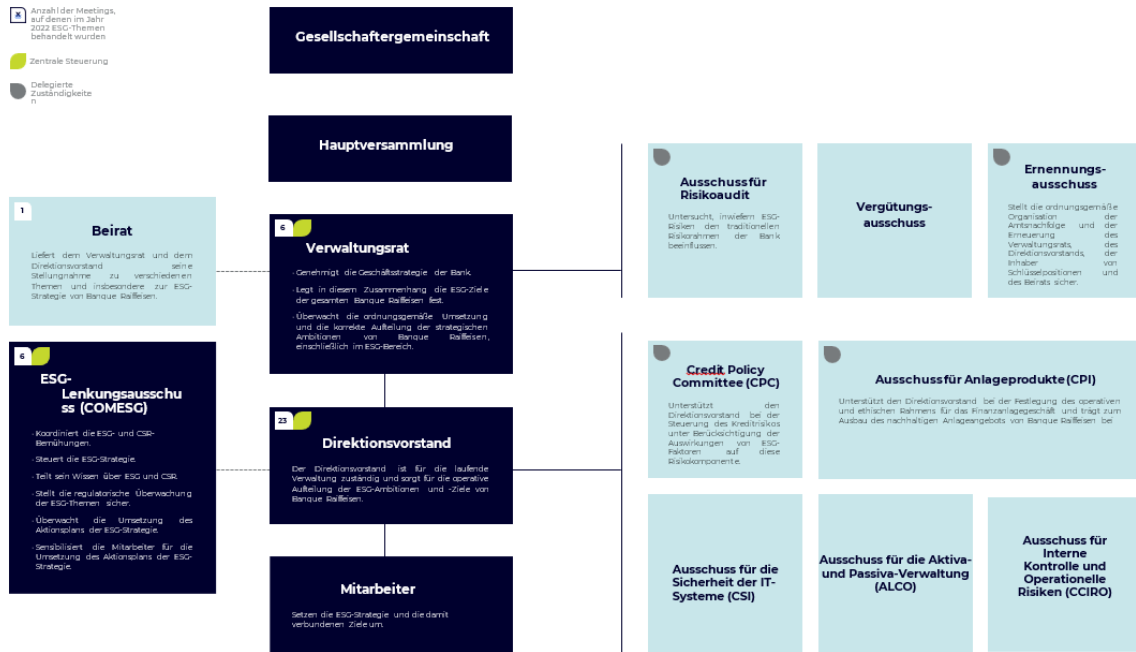 x
Anzahl der Meetings,
auf denen im Jahr
2022 ESG-Themen
behandelt wurden
Zentrale Steuerung
Delegierte
Zuständigkeite
n
Gesellschaftergemeinschaft
Hauptversammlung
1
Beirat
Liefert dem Verwaltungsrat und dem
Direktionsvorstand seine
Stellungnahme zu verschiedenen
Themen und insbesondere zur ESG-
Strategie von Banque Raiffeisen.
6
Verwaltungsrat
· Genehmigt die Geschäftsstrategie der Bank.
· Legt in diesem Zusammenhang die ESG-Ziele
der gesamten Banque Raiffeisen fest.
· Überwacht die ordnungsgemäße Umsetzung
und die korrekte Aufteilung der strategischen
Ambitionen von Banque Raiffeisen,
einschließlich im ESG-Bereich.
Ausschuss für
Risikoaudit
Untersucht, inwiefern ESG-
Risiken den traditionellen
Risikorahmen der Bank
beeinflussen.
Vergütungs-
ausschuss
Ernennungs-
ausschuss
Stellt die ordnungsgemäße
Organisation der
Amtsnachfolge und der
Erneuerung des
Verwaltungsrats, des
Direktionsvorstands, der
Inhaber von
Schlüsselpositionen und
des Beirats sicher.
6
ESG-
Lenkungsausschu
ss (COMESG)
· Koordiniert die ESG- und CSR-
Bemühungen.
· Steuert die ESG-Strategie.
· Teilt sein Wissen über ESG und CSR.
· Stellt die regulatorische Überwachung
der ESG-Themen sicher.
· Überwacht die Umsetzung des
Aktionsplans der ESG-Strategie.
· Sensibilisiert die Mitarbeiter für die
Umsetzung des Aktionsplans der ESG-
Strategie.
23
Direktionsvorstand
Der Direktionsvorstand ist für die laufende
Verwaltung zuständig und sorgt für die operative
Aufteilung der ESG-Ambitionen und -Ziele von
Banque Raiffeisen.
Mitarbeiter
Setzen die ESG-Strategie und die damit
verbundenen Ziele um.
Credit Policy
Committee (CPC)
Unterstützt den
Direktionsvorstand bei der
Steuerung des Kreditrisikos
unter Berücksichtigung der
Auswirkungen von ESG-
Faktoren auf diese
Risikokomponente.
Ausschuss für Anlageprodukte (CPI)
Unterstützt den Direktionsvorstand bei der Festlegung des operativen
und ethischen Rahmens für das Finanzanlagegeschäft und trägt zum
Ausbau des nachhaltigen Anlageangebots von Banque Raiffeisen bei
Ausschuss für die
Sicherheit der IT-
Systeme (CSI)
Ausschuss für die Aktiva-
und Passiva-Verwaltung
(ALCO)
Ausschuss für
Interne
Kontrolle und
Operationelle
Risiken (CCIRO)